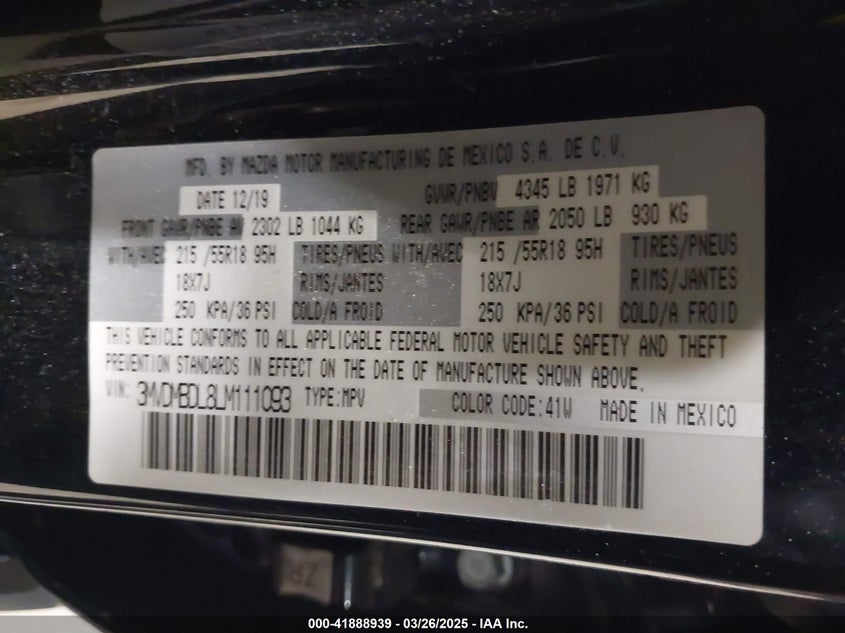 MFD. BY MAZDA MOTOR MANUFACTURING DE MEXICO S.A. DE C.V.
DATE 12/19 GVWR/PNBV 4345 LB 1971 KG
FRONT GAWR/PNBE AV 2302 LB 1044 KG REAR GAWR/PNBE AR 2050 LB 930 KG
WITH/AVEC 215 /55R18 95H TIRES/PNEUS WITH/AVEC 215 /55R18 95H TIRES/PNEUS
18X7J RIMS/JANTES 18X7J RIMS/JANTES
250 KPA/36 PSI COLD/A FROID 250 KPA/36 PSI COLD/A FROID
THIS VEHICLE CONFORMS TO ALL APPLICABLE FEDERAL MOTOR VEHICLE SAFETY AND THEFT
PREVENTION STANDARDS IN EFFECT ON THE DATE OF MANUFACTURE SHOWN ABOVE.
VIN: 3MVDMBDL8LM111093 TYPE:MPV COLOR CODE:41W MADE IN MEXICO
ZR
000-41888939 / 03/26/2025 - IAA Inc.